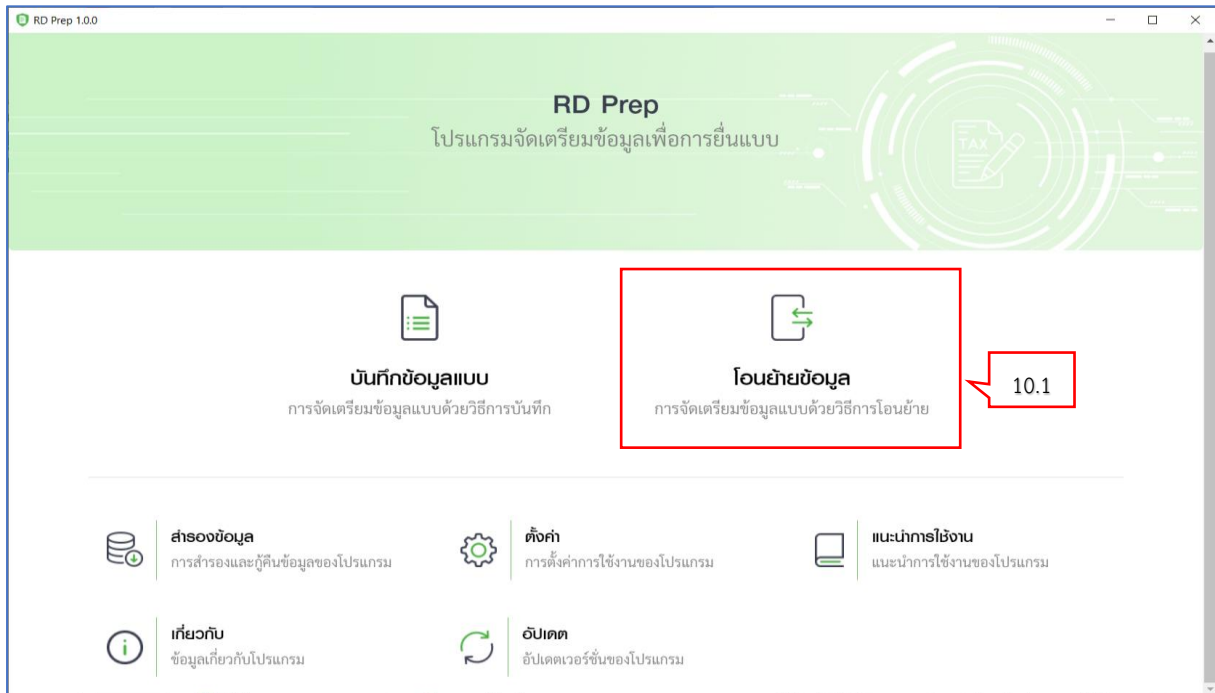 RD Prep 1.0.0
RD Prep
โปรแกรมจัดเตรียมข้อมูลเพื่อการยื่นแบบ
TAX
บันทึกข้อมูลแบบ
การจัดเตรียมข้อมูลแบบด้วยวิธีการบันทึก
โอนย้ายข้อมูล
การจัดเตรียมข้อมูลแบบด้วยวิธีการโอนย้าย
10.1
สำรองข้อมูล
การสำรองและกู้คืนข้อมูลของโปรแกรม
ตั้งค่า
การตั้งค่าการใช้งานของโปรแกรม
แนะนำการใช้งาน
แนะนำการใช้งานของโปรแกรม
เกี่ยวกับ
ข้อมูลเกี่ยวกับโปรแกรม
อัปเดต
อัปเดตเวอร์ชั่นของโปรแกรม